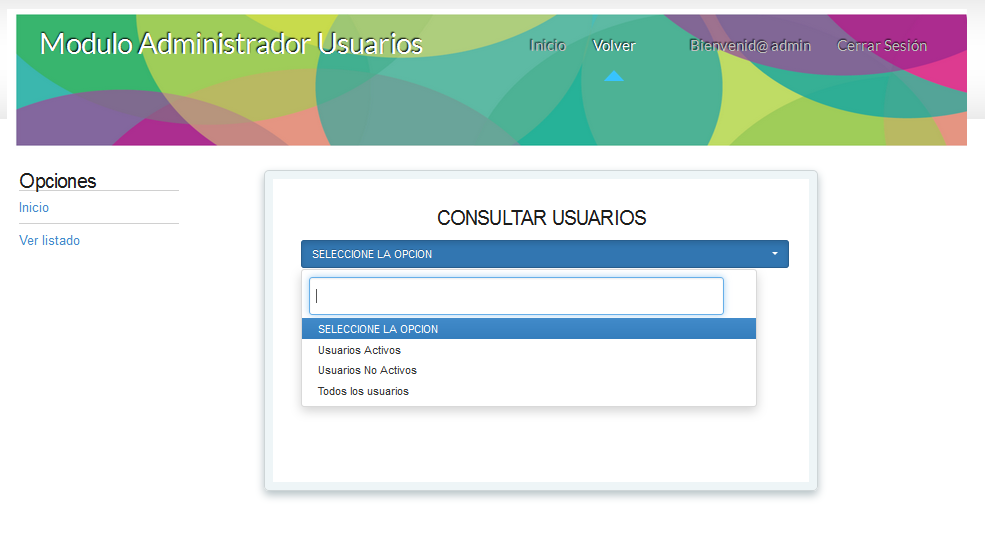 Modulo Administrador Usuarios
Inicio Volver Bienvenid@ admin Cerrar Sesión
Opciones
Inicio
Ver listado
CONSULTAR USUARIOS
SELECCIONE LA OPCION
SELECCIONE LA OPCION
Usuarios Activos
Usuarios No Activos
Todos los usuarios